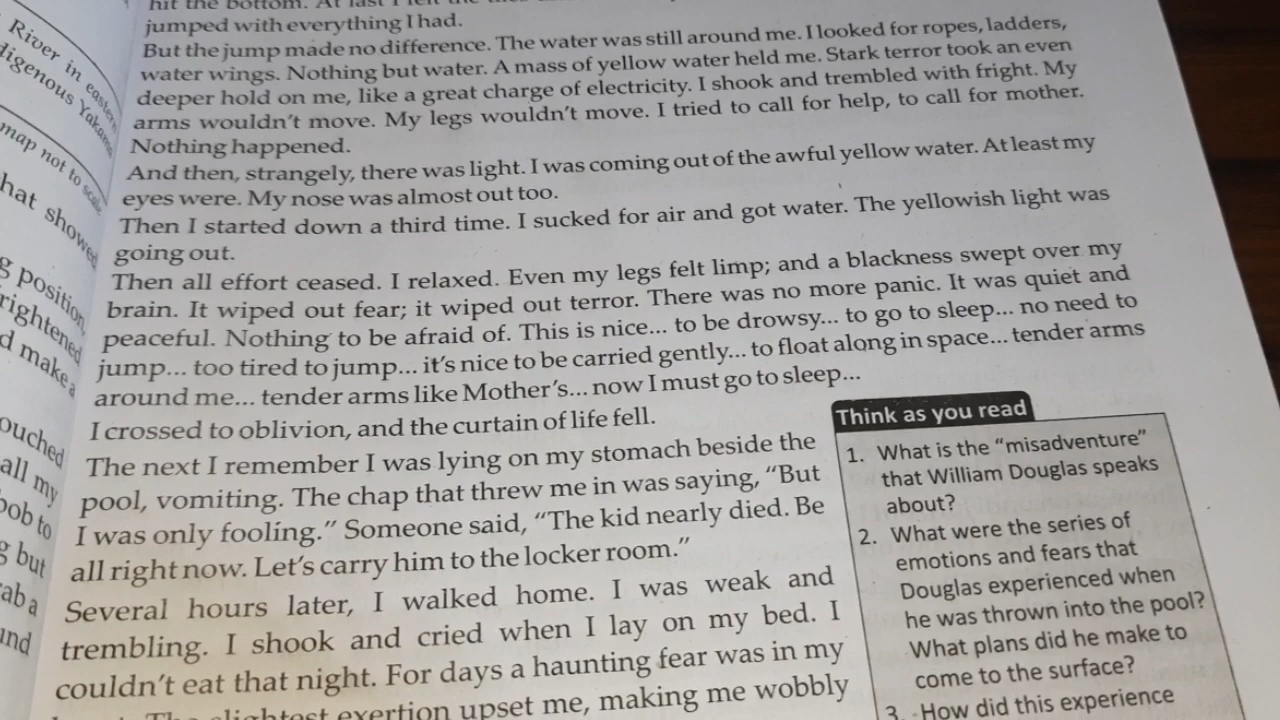 River in eastern
digenous Yakama
map not to scale
hat showed
g position,
rightened
d make a
ouched
all my
bob to
g but
ab a
und
hit the bottom. At last I felt the
jumped with everything I had.
But the jump made no difference. The water was still around me. I looked for ropes, ladders,
water wings. Nothing but water. A mass of yellow water held me. Stark terror took an even
deeper hold on me, like a great charge of electricity. I shook and trembled with fright. My
arms wouldn't move. My legs wouldn't move. I tried to call for help, to call for mother.
Nothing happened.
And then, strangely, there was light. I was coming out of the awful yellow water. At least my
eyes were. My nose was almost out too.
Then I started down a third time. I sucked for air and got water. The yellowish light was
going out.
Then all effort ceased. I relaxed. Even my legs felt limp; and a blackness swept over my
brain. It wiped out fear; it wiped out terror. There was no more panic. It was quiet and
peaceful. Nothing to be afraid of. This is nice... to be drowsy... to go to sleep... no need to
jump... too tired to jump... it's nice to be carried gently... to float along in space... tender arms
around me... tender arms like Mother's... now I must go to sleep...
I crossed to oblivion, and the curtain of life fell.
The next I remember I was lying on my stomach beside the
pool, vomiting. The chap that threw me in was saying, "But
I was only fooling." Someone said, "The kid nearly died. Be
all right now. Let's carry him to the locker room."
Several hours later, I walked home. I was weak and
trembling. I shook and cried when I lay on my bed. I
couldn't eat that night. For days a haunting fear was in my
The slightest exertion upset me, making me wobbly
Think as you read
1. What is the "misadventure"
that William Douglas speaks
about?
2. What were the series of
emotions and fears that
Douglas experienced when
he was thrown into the pool?
What plans did he make to
come to the surface?
3. How did this experience